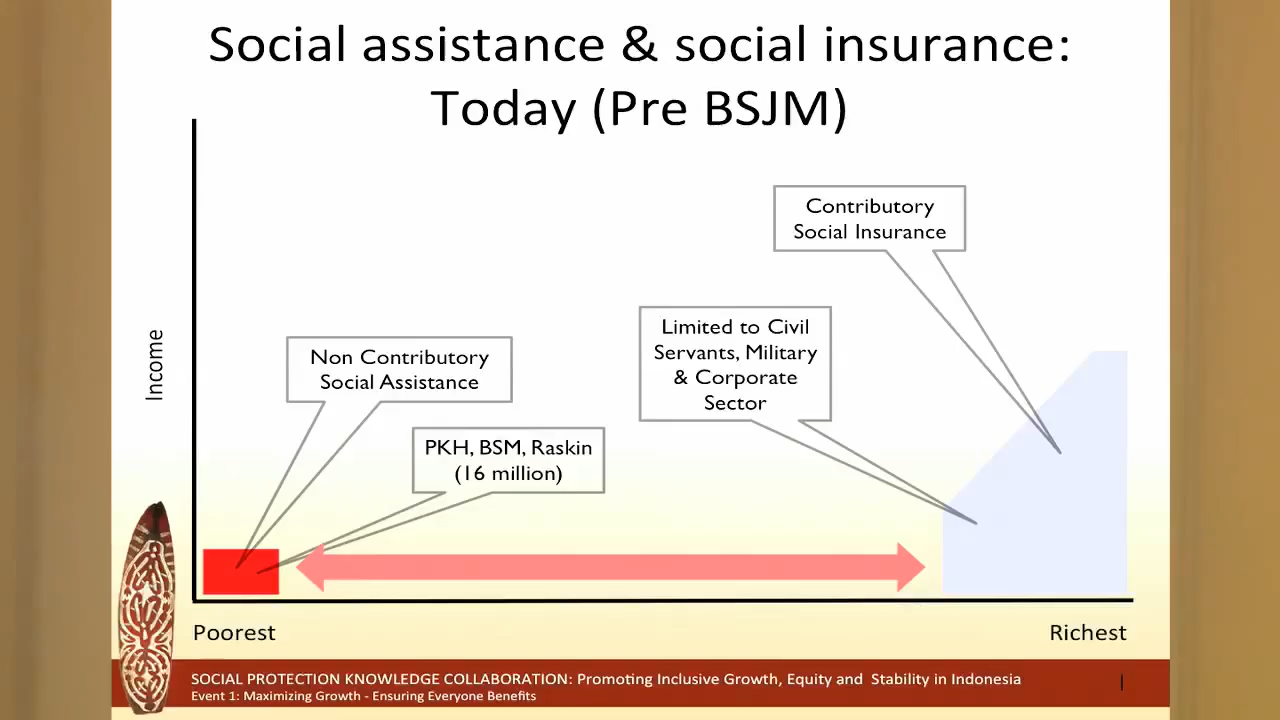 Social assistance & social insurance:
Today (Pre BSJM)
Contributory
Social Insurance
Limited to Civil
Servants, Military
& Corporate
Sector
Non Contributory
Social Assistance
PKH, BSM, Raskin
(16 million)
Income
Poorest
Richest
SOCIAL PROTECTION KNOWLEDGE COLLABORATION: Promoting Inclusive Growth, Equity and Stability in Indonesia
Event 1: Maximizing Growth - Ensuring Everyone Benefits